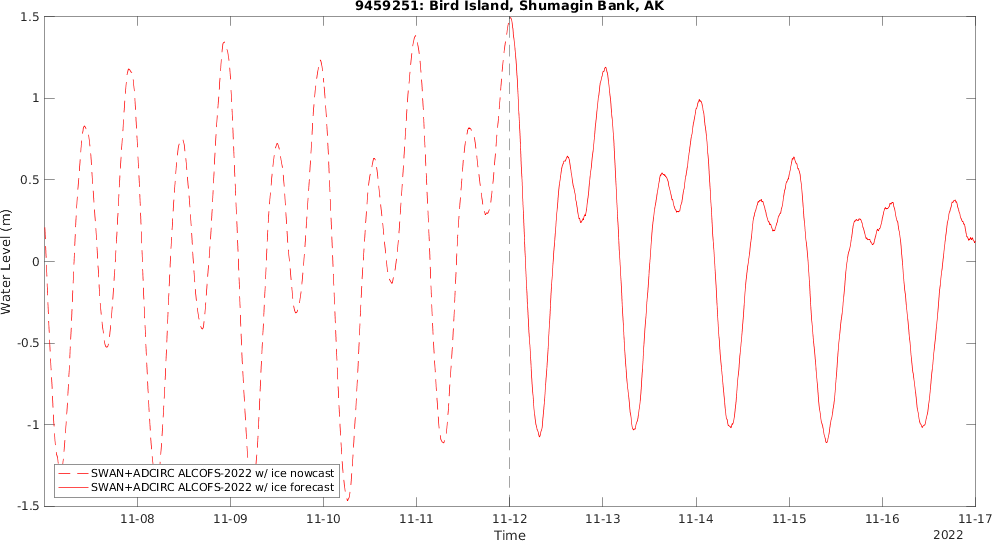 9459251: Bird Island, Shumagin Bank, AK
1.5
1
0.5
0
-0.5
-1
-1.5
Water Level (m)
SWAN+ADCIRC ALCOFS-2022 w/ ice nowcast
SWAN+ADCIRC ALCOFS-2022 w/ ice forecast
11-08 11-09 11-10 11-11 11-12 11-13 11-14 11-15 11-16 11-17
Time
2022